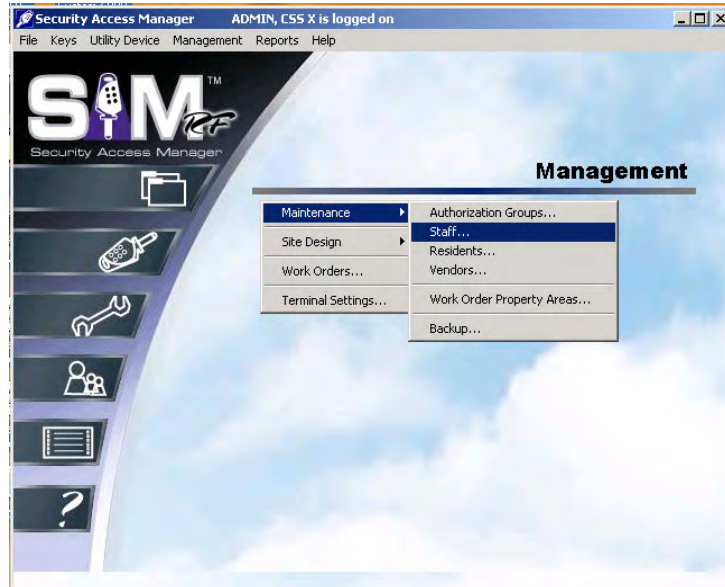 Security Access Manager ADMIN, CSS X is logged on
File Keys Utility Device Management Reports Help
SAM TM
RF
Security Access Manager
Management
Maintenance
Site Design
Work Orders...
Terminal Settings...
Authorization Groups...
Staff...
Residents...
Vendors...
Work Order Property Areas...
Backup...
?